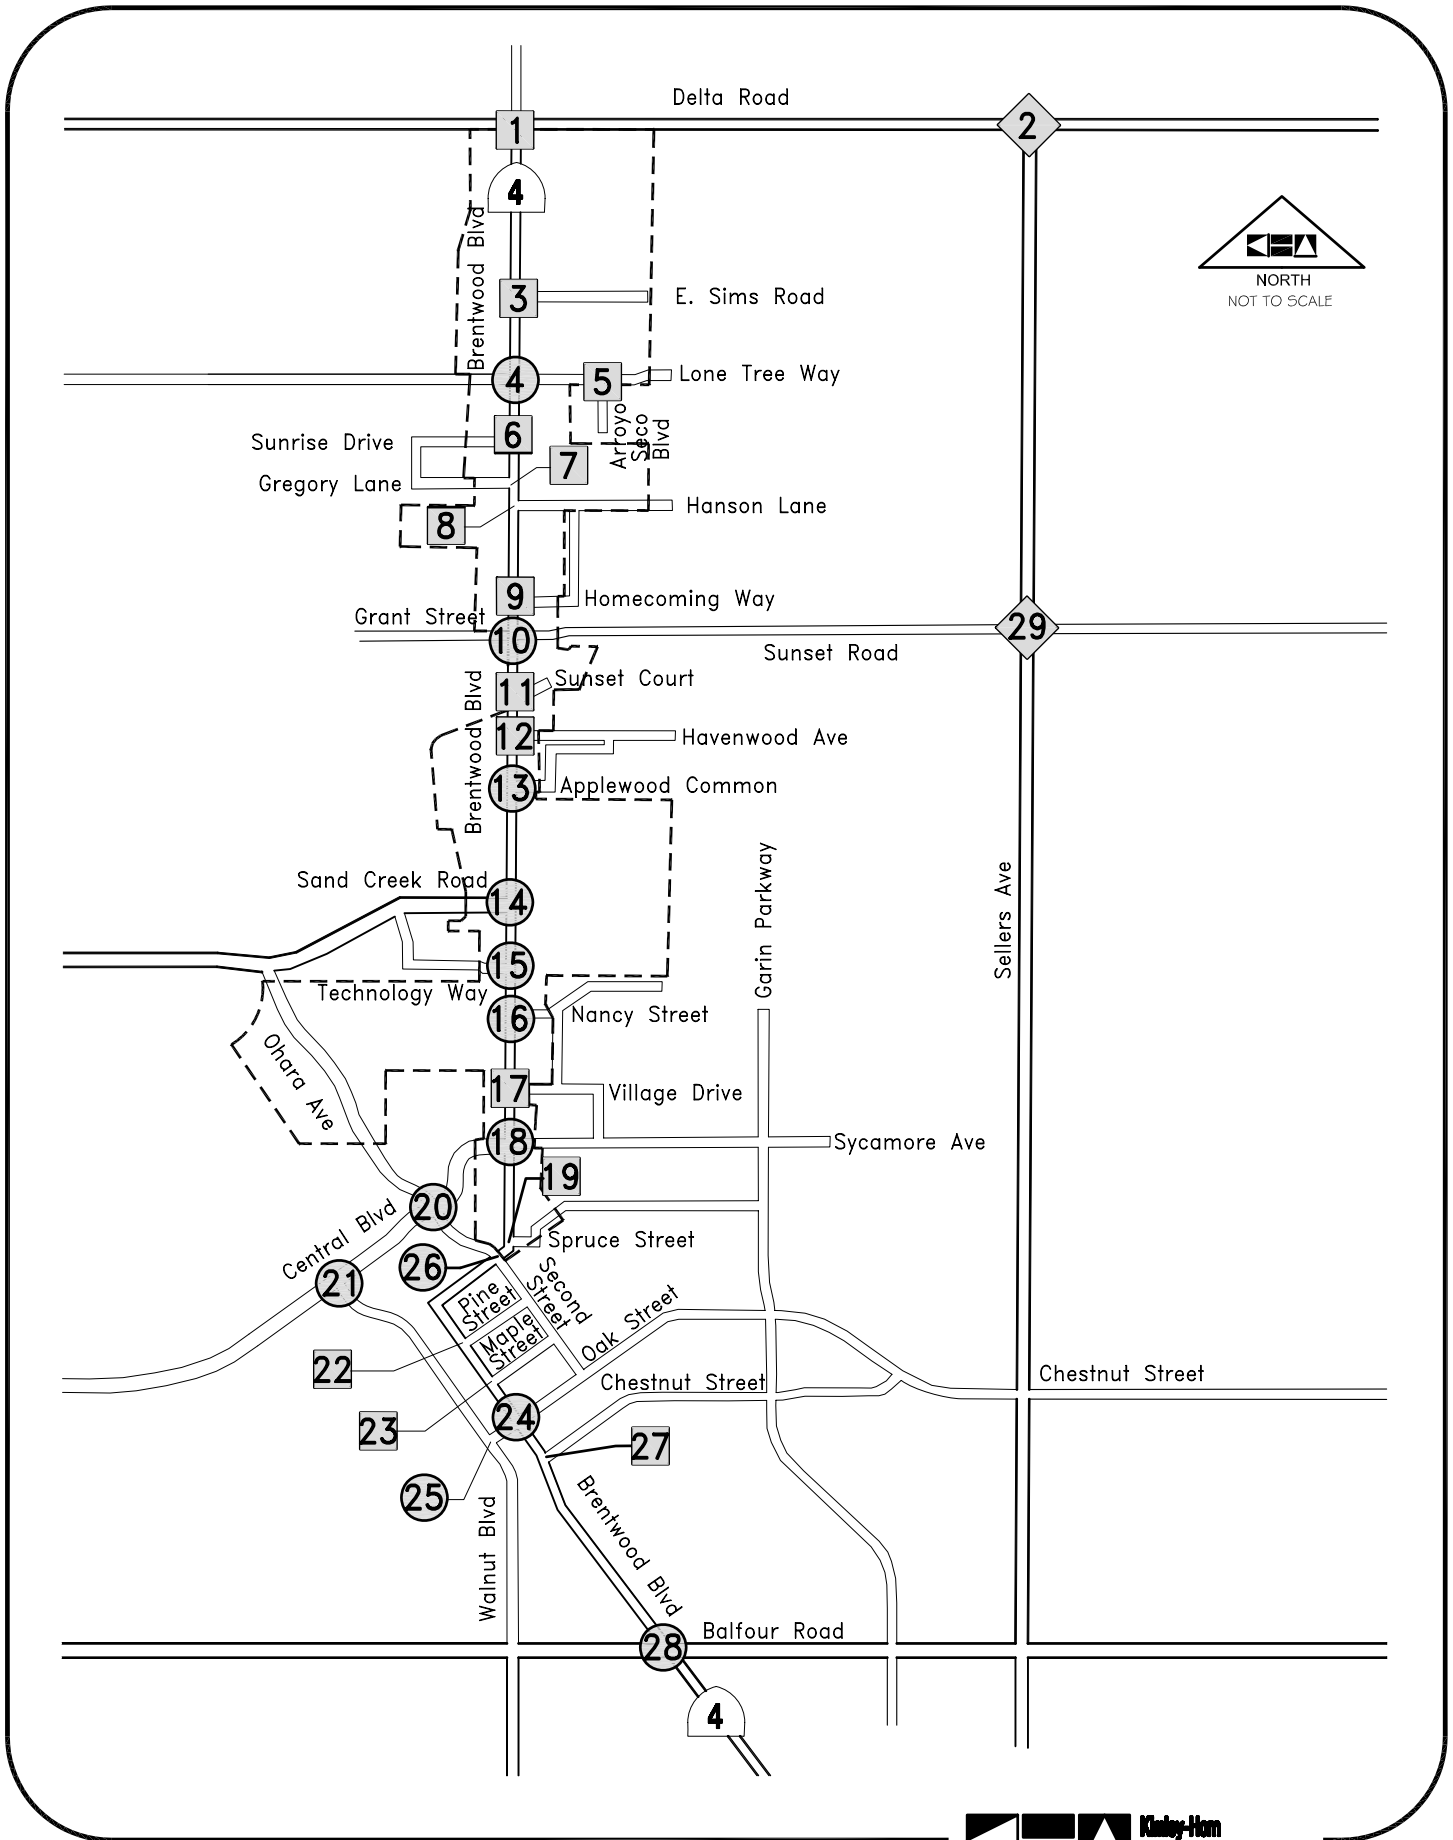 Delta Road
1
2
4
Brentwood Blvd
NORTH
NOT TO SCALE
3
E. Sims Road
4
5
Lone Tree Way
Arroyo
Seco
Blvd
6
Sunrise Drive
7
Gregory Lane
8
Hanson Lane
9
Homecoming Way
Grant Street
10
29
Sunset Road
11
Sunset Court
Brentwood Blvd
12
Havenwood Ave
13
Applewood Common
Sand Creek Road
14
Garin Parkway
Sellers Ave
15
Technology Way
16
Nancy Street
Ohara Ave
17
Village Drive
18
Sycamore Ave
19
20
Central Blvd
Spruce Street
26
21
Second
Street
Pine
Street
Maple
Street
Oak Street
22
Chestnut Street
Chestnut Street
24
23
27
25
Walnut Blvd
Brentwood Blvd
28
Balfour Road
4
Kimley-Horn